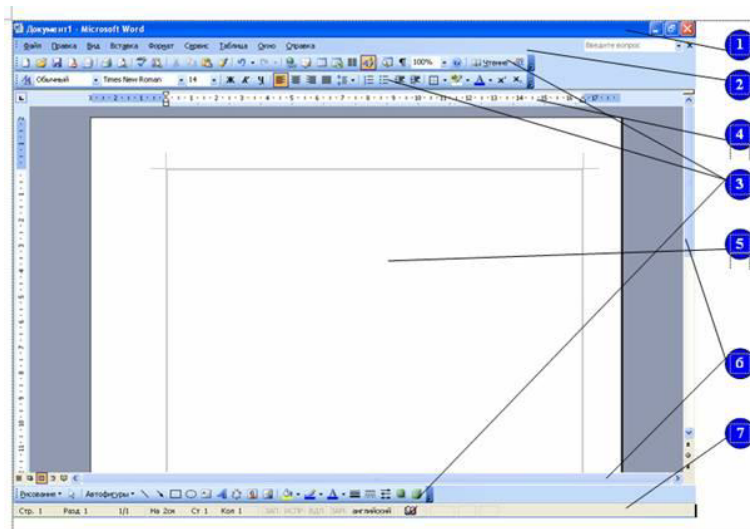 Документ1 - Microsoft Word
1
Файл Правка Вид Вставка Формат Сервис Таблица Окно Справка
Введите вопрос
2
100%
Чтение
Обычный
Times New Roman
14
Ж К Ч
4
3
5
6
7
Рисование
Автофигуры
Стр. 1 Разд 1 1/1 На 2см Ст 1 Кол 1 ЗАП ИСПР ВДЛ ЗАМ английский